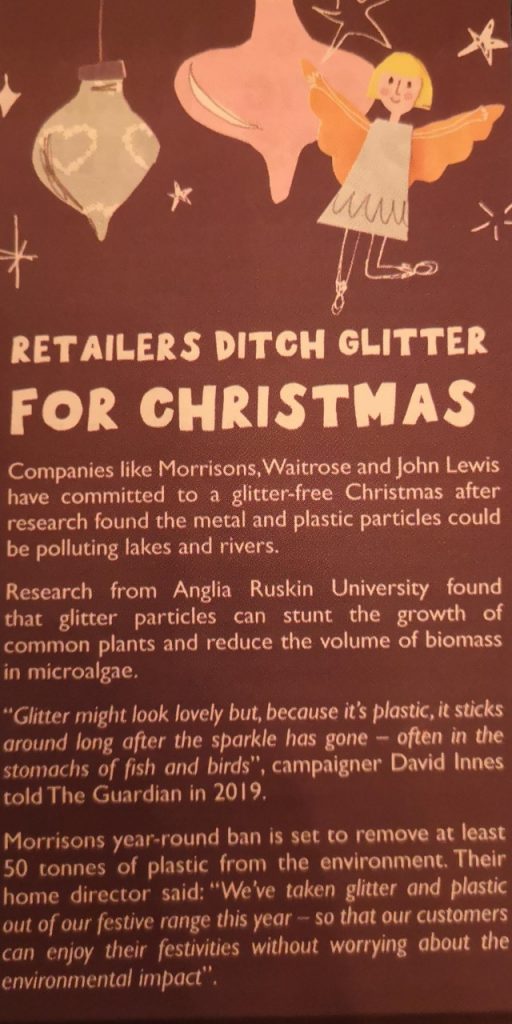 RETAILERS DITCH GLITTER
FOR CHRISTMAS
Companies like Morrisons, Waitrose and John Lewis
have committed to a glitter-free Christmas after
research found the metal and plastic particles could
be polluting lakes and rivers.
Research from Anglia Ruskin University found
that glitter particles can stunt the growth of
common plants and reduce the volume of biomass
in microalgae.
"Glitter might look lovely but, because it's plastic, it sticks
around long after the sparkle has gone – often in the
stomachs of fish and birds", campaigner David Innes
told The Guardian in 2019.
Morrisons year-round ban is set to remove at least
50 tonnes of plastic from the environment. Their
home director said: "We've taken glitter and plastic
out of our festive range this year – so that our customers
can enjoy their festivities without worrying about the
environmental impact".